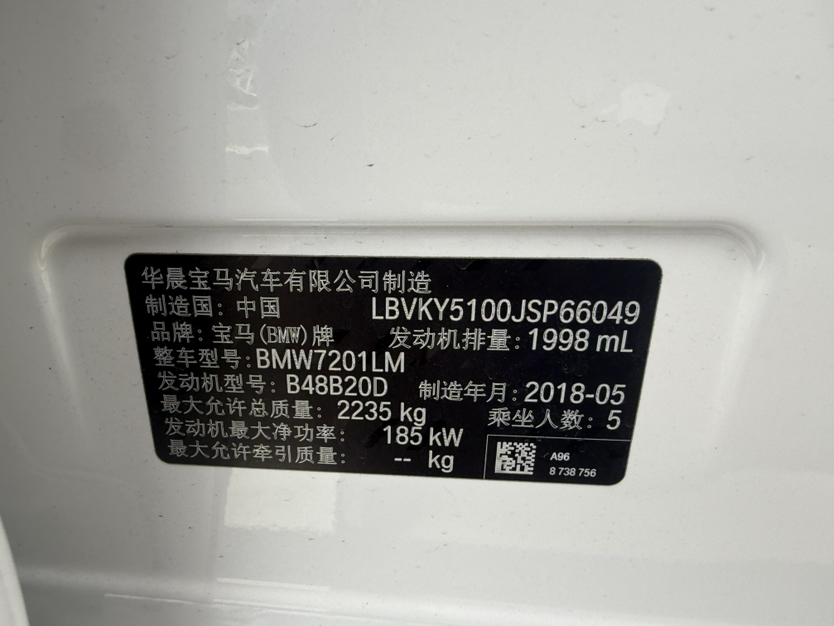 华晨宝马汽车有限公司制造
制造国: 中国 LBVKY5100JSP66049
品牌: 宝马(BMW)牌 发动机排量: 1998 mL
整车型号: BMW7201LM
发动机型号: B48B20D 制造年月: 2018-05
最大允许总质量: 2235 kg 乘坐人数: 5
发动机最大净功率: 185 kW
最大允许牵引质量: -- kg
A96
8 738 756